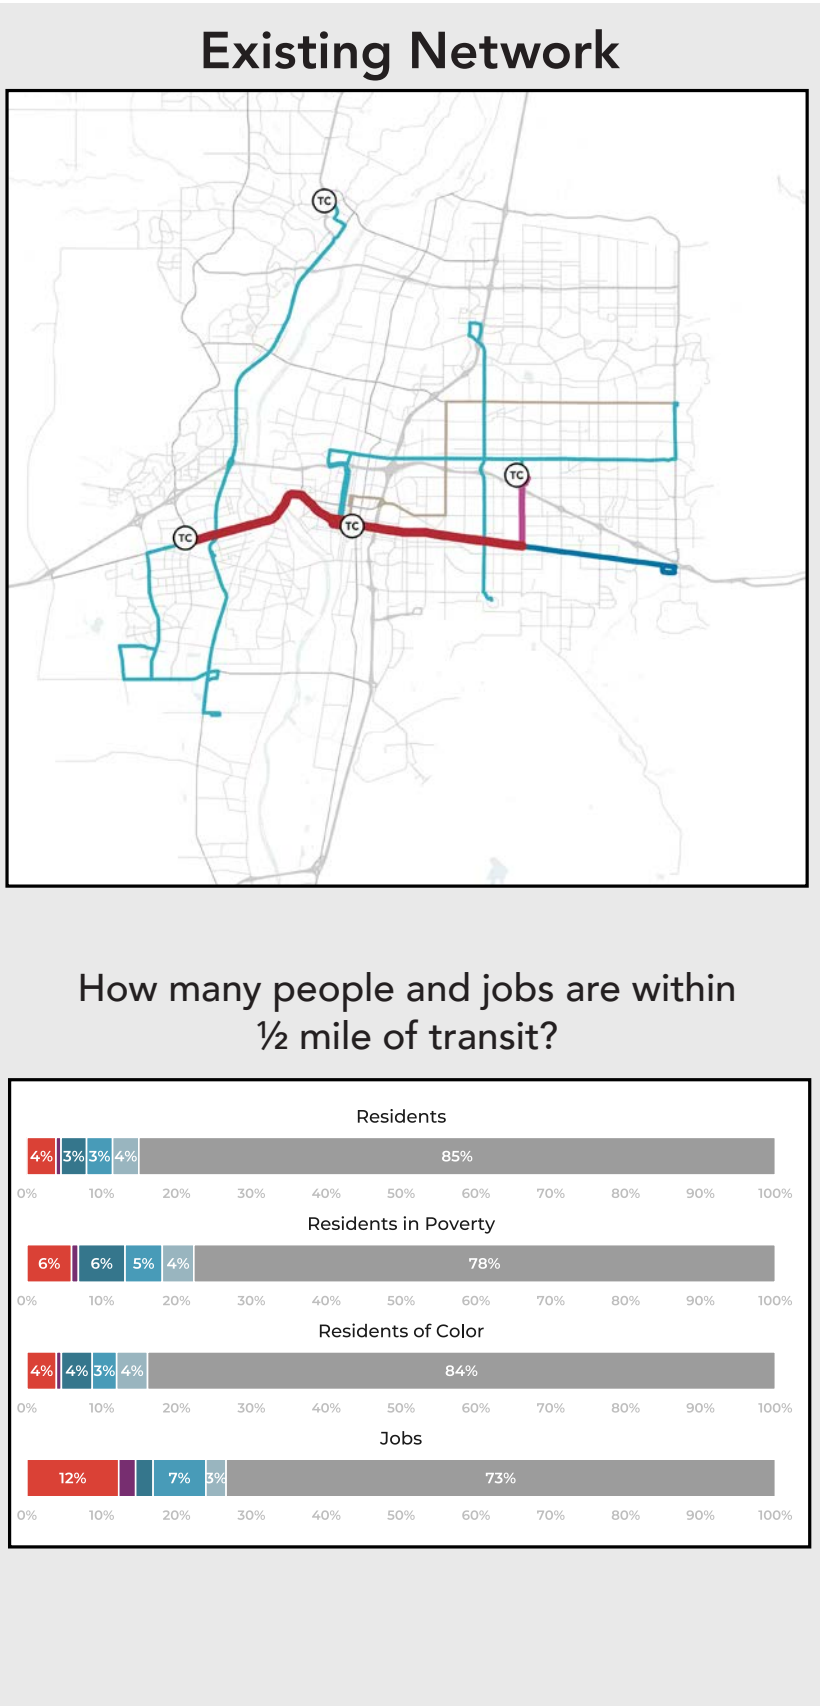 Existing Network
TC
TC
TC
TC
How many people and jobs are within
½ mile of transit?
Residents
4% 3% 3% 4% 85%
0% 10% 20% 30% 40% 50% 60% 70% 80% 90% 100%
Residents in Poverty
6% 6% 5% 4% 78%
0% 10% 20% 30% 40% 50% 60% 70% 80% 90% 100%
Residents of Color
4% 4% 3% 4% 84%
0% 10% 20% 30% 40% 50% 60% 70% 80% 90% 100%
Jobs
12% 7% 3% 73%
0% 10% 20% 30% 40% 50% 60% 70% 80% 90% 100%